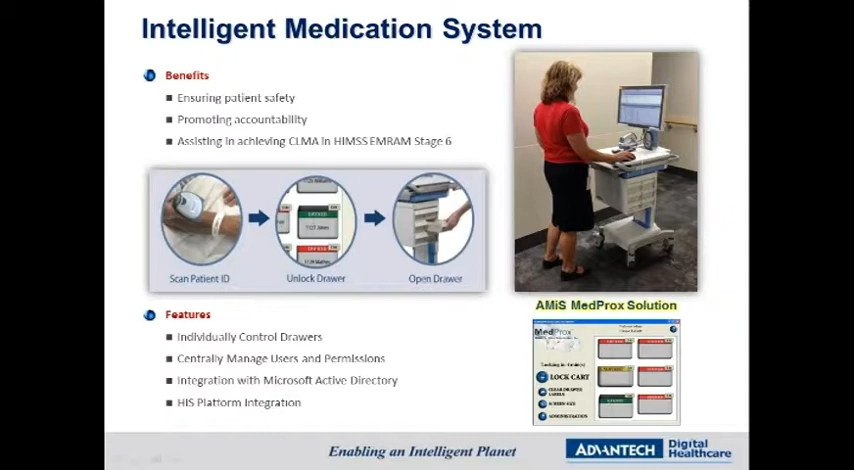 Intelligent Medication System
Benefits
Ensuring patient safety
Promoting accountability
Assisting in achieving CLMA in HIMSS EMRAM Stage 6
Scan Patient ID
Unlock Drawer
Open Drawer
AMiS MedProx Solution
MedProx
LOCK CART
CLEAR DRAWER
LABELS
SCREEN SIZE
ADMINISTRATION
Features
Individually Control Drawers
Centrally Manage Users and Permissions
Integration with Microsoft Active Directory
HIS Platform Integration
Enabling an Intelligent Planet
ADVANTECH
Digital
Healthcare